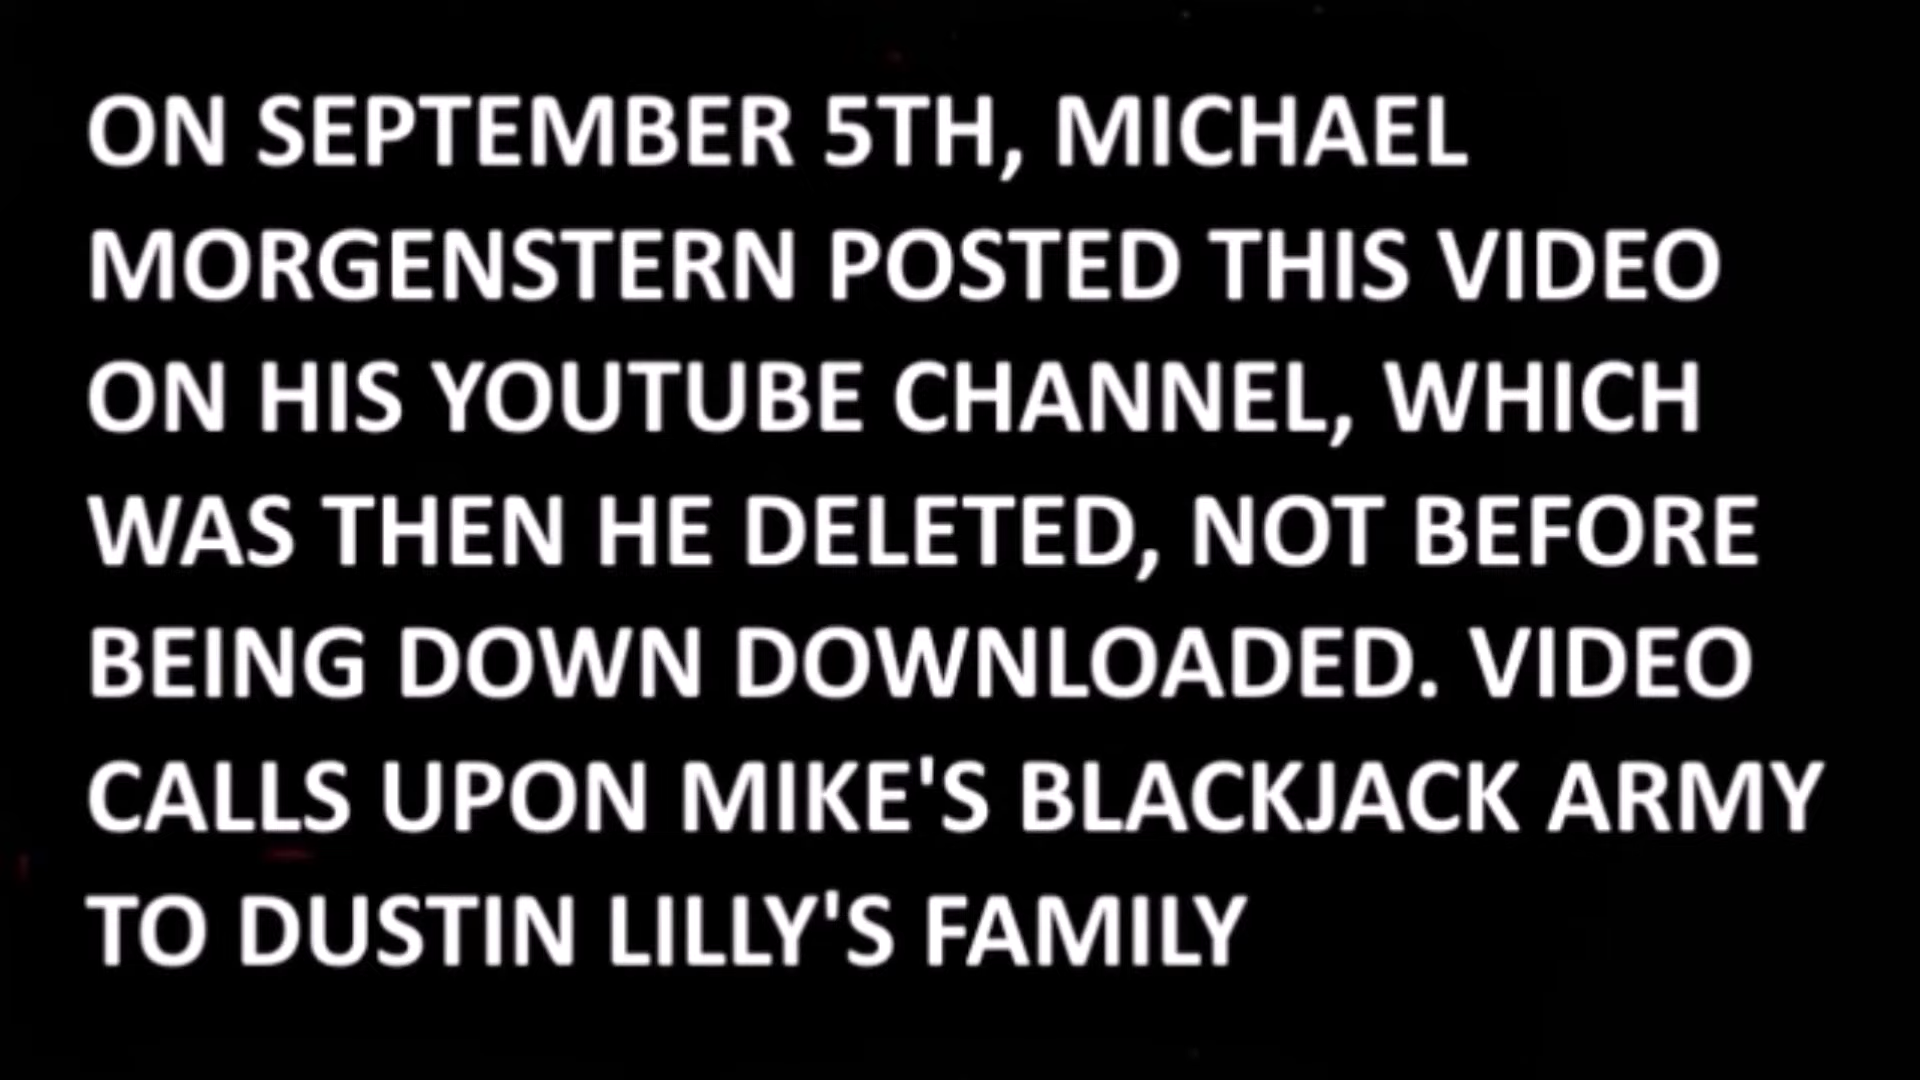 ON SEPTEMBER 5TH, MICHAEL
MORGENSTERN POSTED THIS VIDEO
ON HIS YOUTUBE CHANNEL, WHICH
WAS THEN HE DELETED, NOT BEFORE
BEING DOWN DOWNLOADED. VIDEO
CALLS UPON MIKE'S BLACKJACK ARMY
TO DUSTIN LILLY'S FAMILY